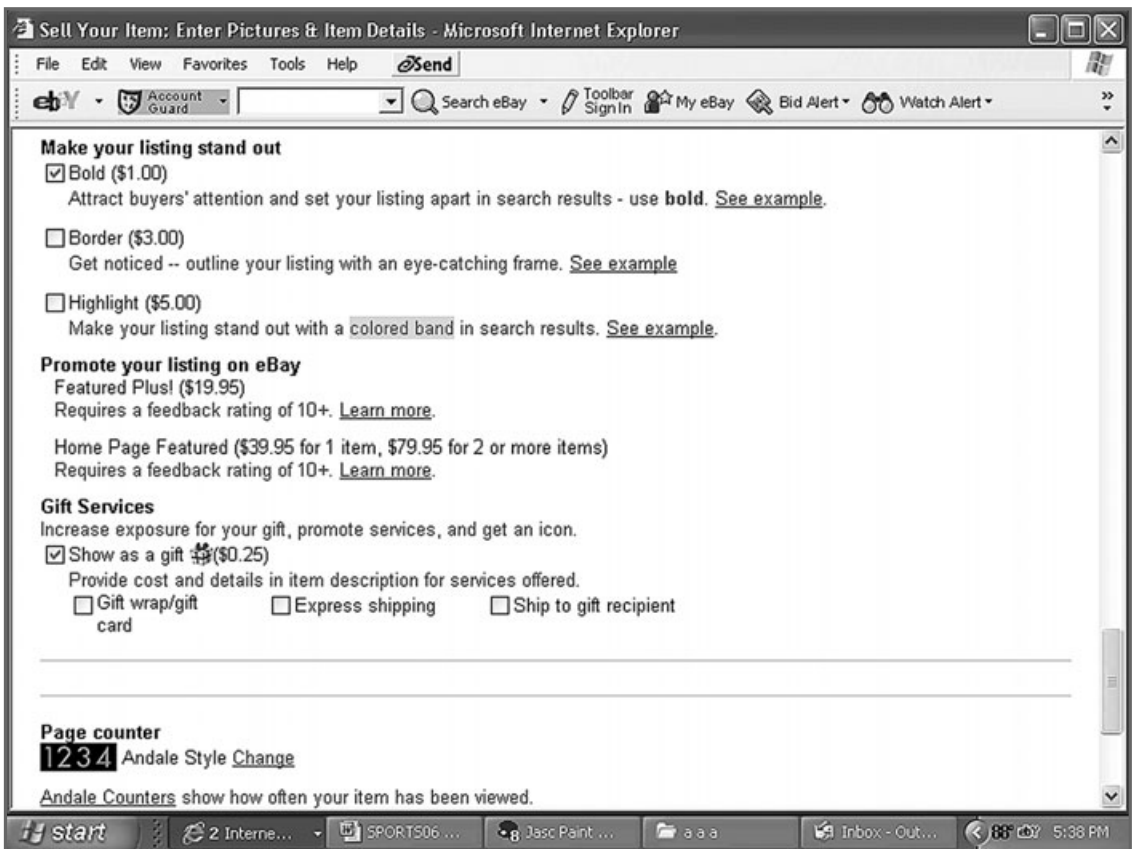 Sell Your Item: Enter Pictures & Item Details - Microsoft Internet Explorer
File Edit View Favorites Tools Help Send
ebY Account Guard Search eBay Toolbar Sign In My eBay Bid Alert Watch Alert
Make your listing stand out
Bold ($1.00)
Attract buyers' attention and set your listing apart in search results - use bold. See example.
Border ($3.00)
Get noticed -- outline your listing with an eye-catching frame. See example
Highlight ($5.00)
Make your listing stand out with a colored band in search results. See example.
Promote your listing on eBay
Featured Plus! ($19.95)
Requires a feedback rating of 10+. Learn more.
Home Page Featured ($39.95 for 1 item, $79.95 for 2 or more items)
Requires a feedback rating of 10+. Learn more.
Gift Services
Increase exposure for your gift, promote services, and get an icon.
Show as a gift ($0.25)
Provide cost and details in item description for services offered.
Gift wrap/gift card Express shipping Ship to gift recipient
Page counter
1234 Andale Style Change
Andale Counters show how often your item has been viewed.
start 2 Interne... SPORTS06 ... Jasc Paint ... a a a Inbox - Out... 88° 5:38 PM